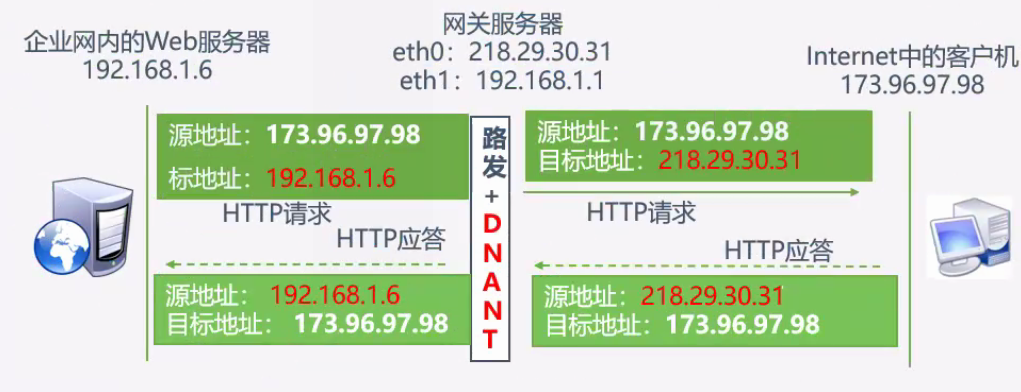 企业网内的Web服务器
192.168.1.6
网关服务器
eth0：218.29.30.31
eth1：192.168.1.1
Internet中的客户机
173.96.97.98
源地址：173.96.97.98
标地址：192.168.1.6
HTTP请求
HTTP应答
源地址： 192.168.1.6
目标地址： 173.96.97.98
路
发
+
D
N
A
N
T
源地址：173.96.97.98
目标地址：218.29.30.31
HTTP请求
HTTP应答
源地址：218.29.30.31
目标地址：173.96.97.98